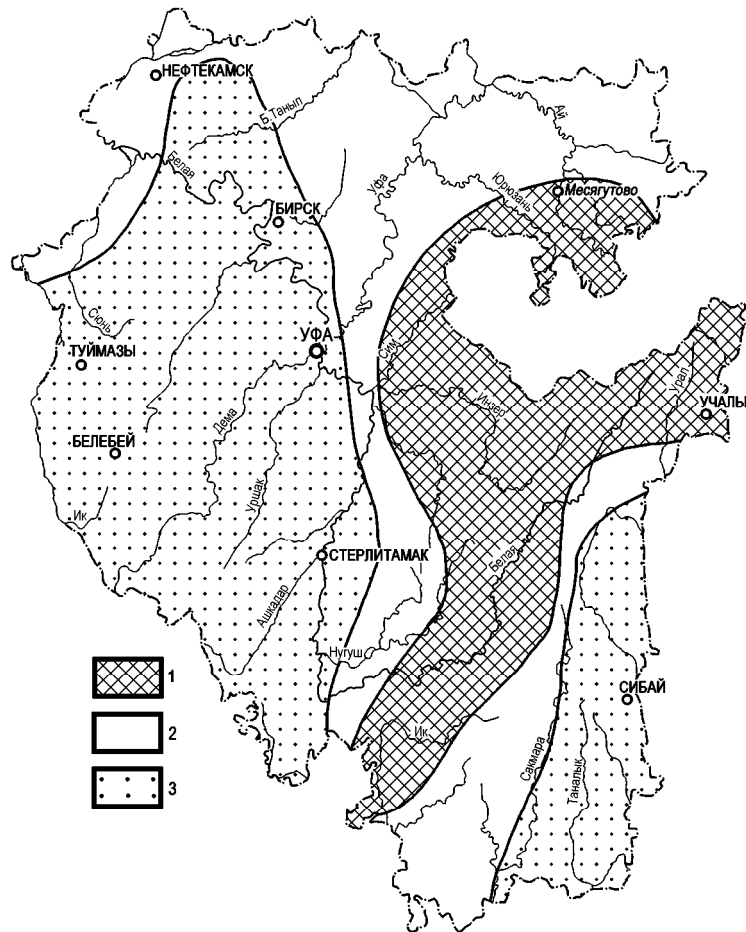 НЕФТЕКАМСК
Б.Танып
Ай
Белая
Уфа
Юрюзань
Месягутово
БИРСК
Сюнь
УФА
Сим
ТУЙМАЗЫ
Урал
Инзер
УЧАЛЫ
Дема
БЕЛЕБЕЙ
Уршак
Ик
СТЕРЛИТАМАК
Белая
Ашкадар
Нугуш
1
СИБАЙ
2
Ик
Сакмара
Таналык
3